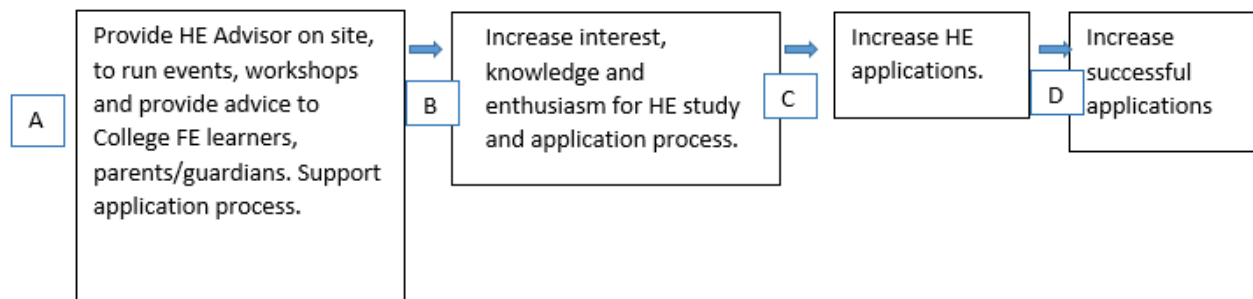 A
Provide HE Advisor on site,
to run events, workshops
and provide advice to
College FE learners,
parents/guardians. Support
application process.
B
Increase interest,
knowledge and
enthusiasm for HE study
and application process.
C
Increase HE
applications.
D
Increase
successful
applications